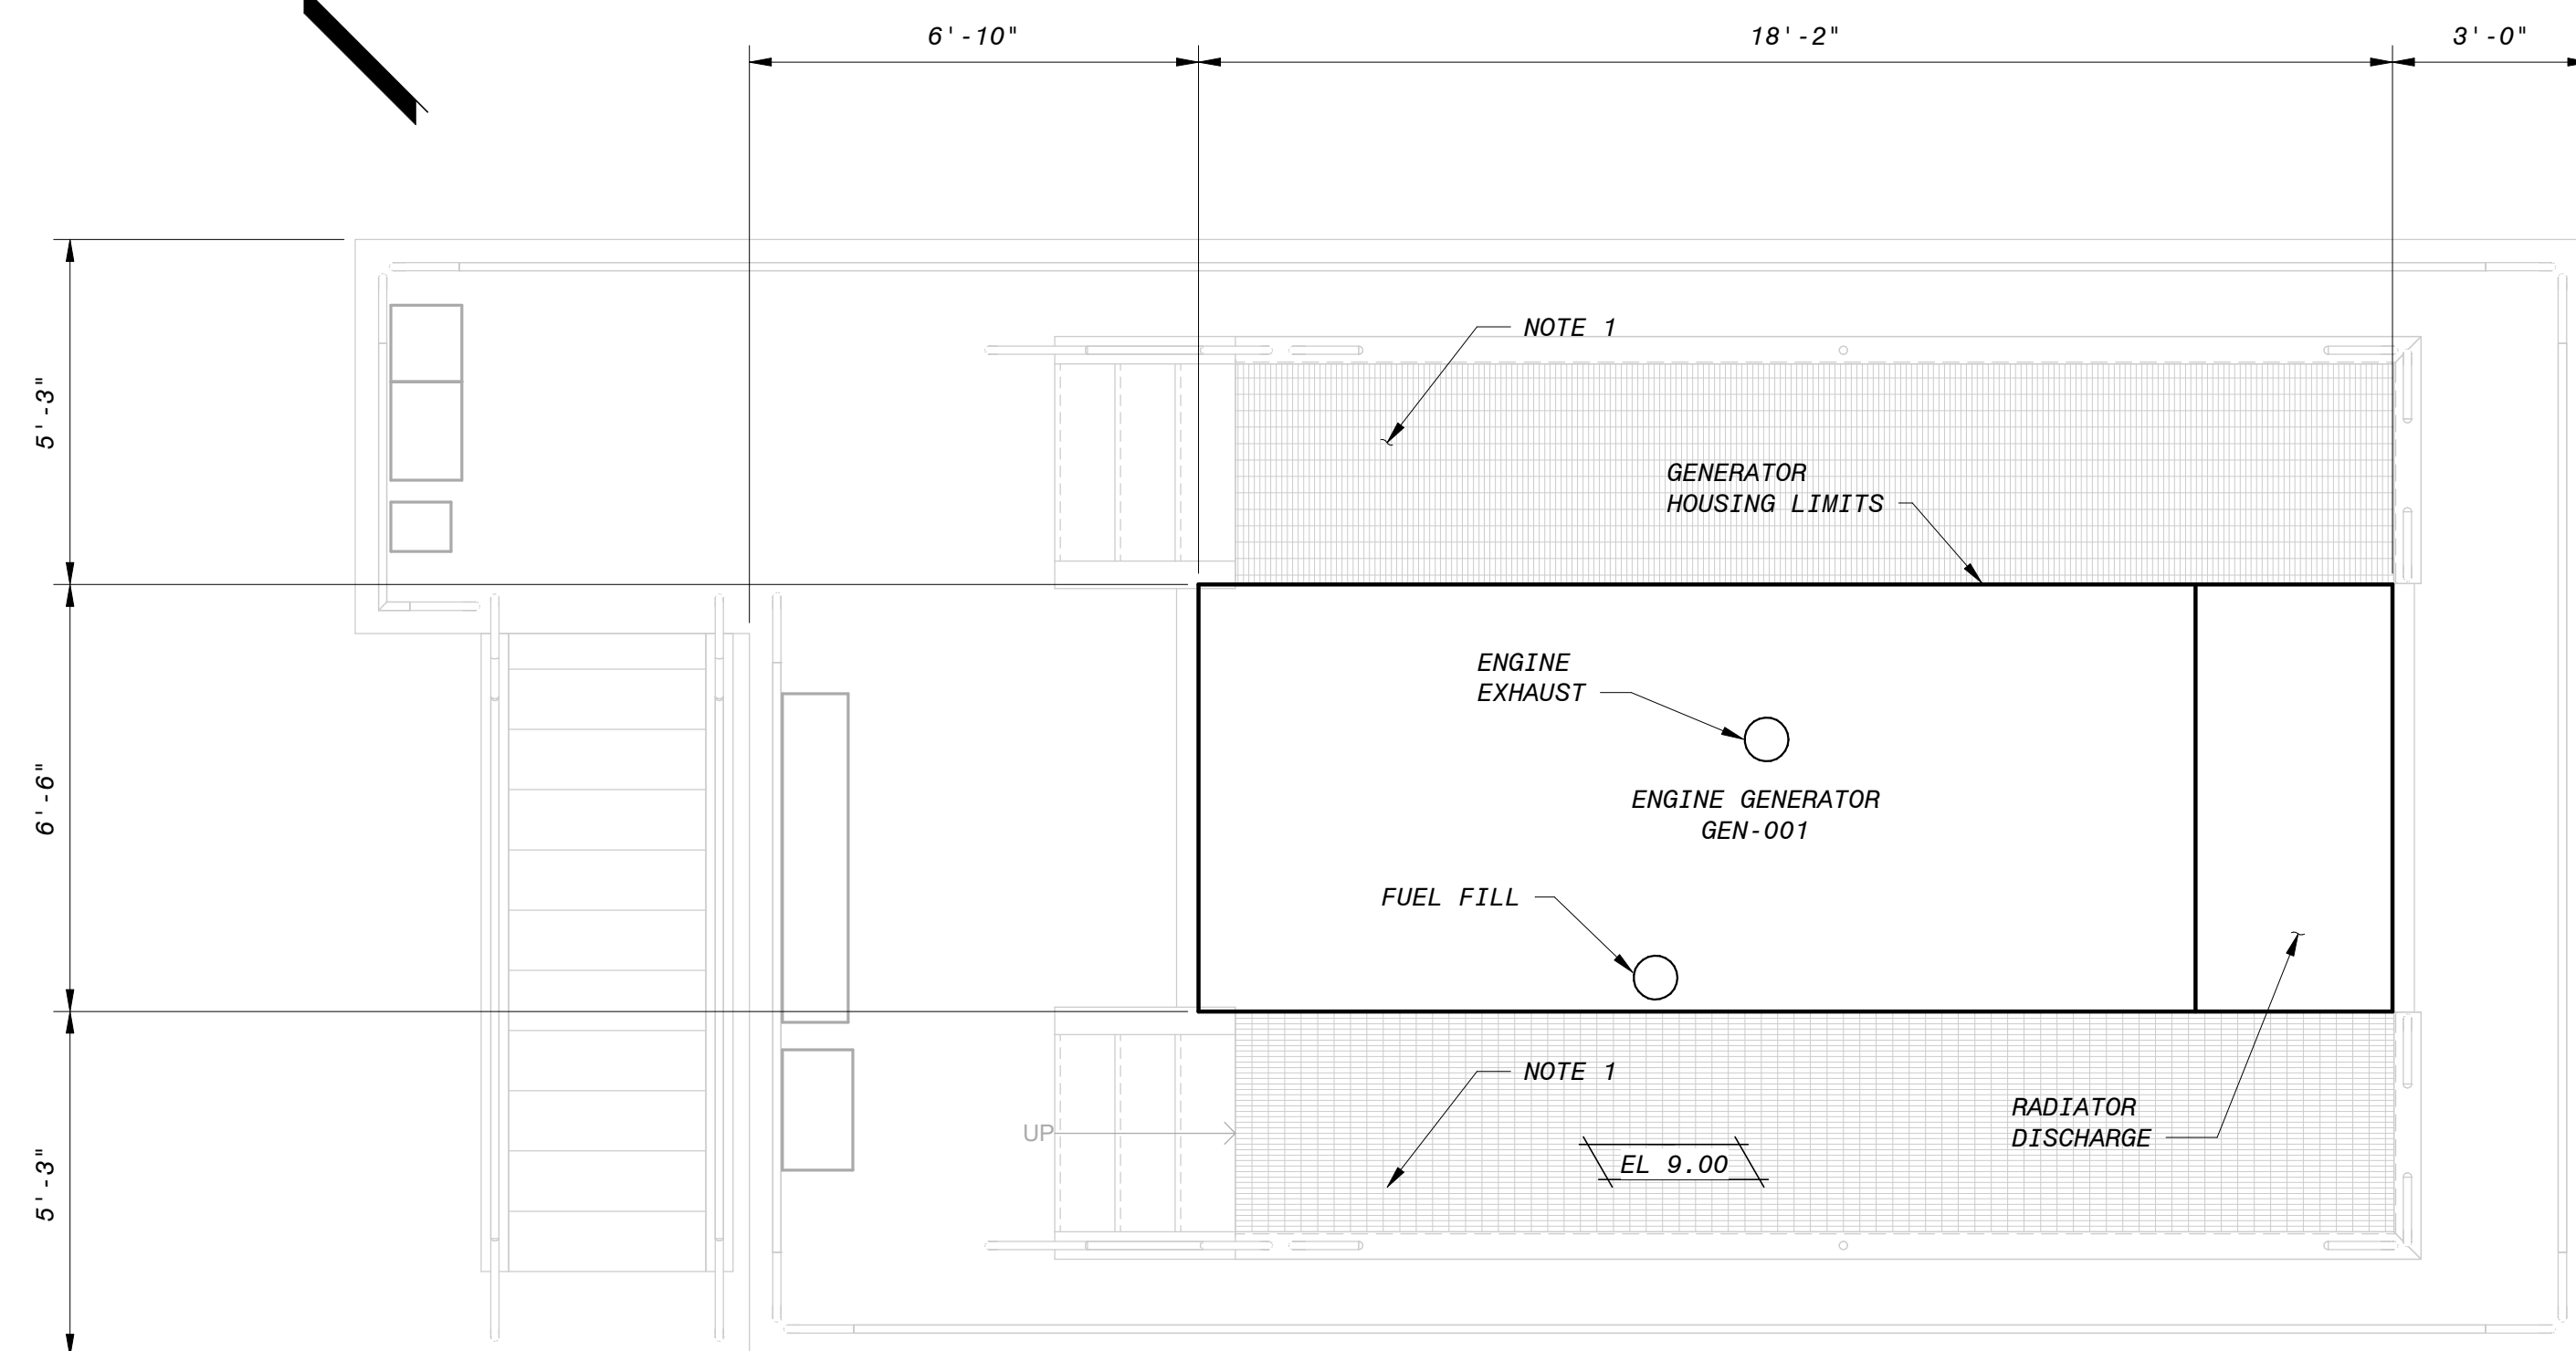 6'-10"
18'-2"
3'-0"
NOTE 1
5'-3"
GENERATOR
HOUSING LIMITS
ENGINE
EXHAUST
6'-6"
ENGINE GENERATOR
GEN-001
FUEL FILL
NOTE 1
RADIATOR
DISCHARGE
UP
EL 9.00
5'-3"